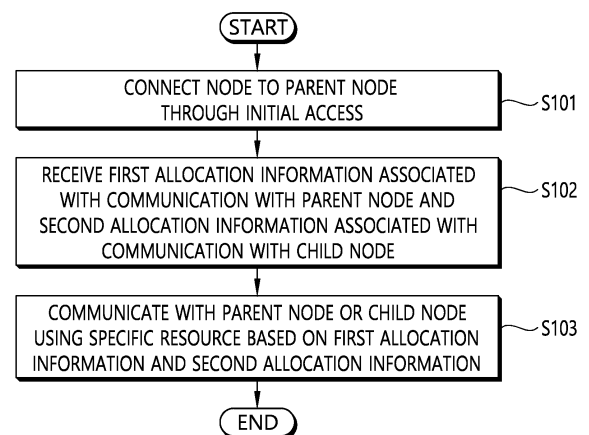 START
CONNECT NODE TO PARENT NODE
THROUGH INITIAL ACCESS
S101
RECEIVE FIRST ALLOCATION INFORMATION ASSOCIATED
WITH COMMUNICATION WITH PARENT NODE AND
SECOND ALLOCATION INFORMATION ASSOCIATED WITH
COMMUNICATION WITH CHILD NODE
S102
COMMUNICATE WITH PARENT NODE OR CHILD NODE
USING SPECIFIC RESOURCE BASED ON FIRST ALLOCATION
INFORMATION AND SECOND ALLOCATION INFORMATION
S103
END